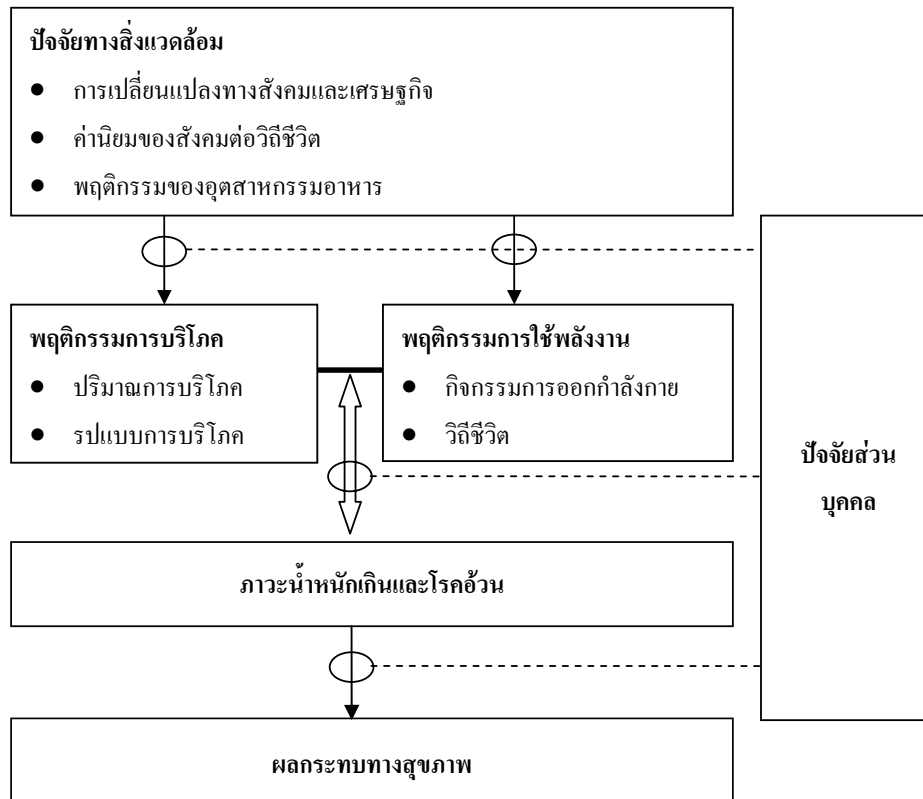 ปัจจัยทางสิ่งแวดล้อม
● การเปลี่ยนแปลงทางสังคมและเศรษฐกิจ
● ค่านิยมของสังคมต่อวิถีชีวิต
● พฤติกรรมของอุตสาหกรรมอาหาร
พฤติกรรมการบริโภค
● ปริมาณการบริโภค
● รปแบบการบริโภค
พฤติกรรมการใช้พลังงาน
● กิจกรรมการออกกำลังกาย
● วิถีชีวิต
ปัจจัยส่วน
บุคคล
ภาวะน้ำหนักเกินและโรคอ้วน
ผลกระทบทางสุขภาพ